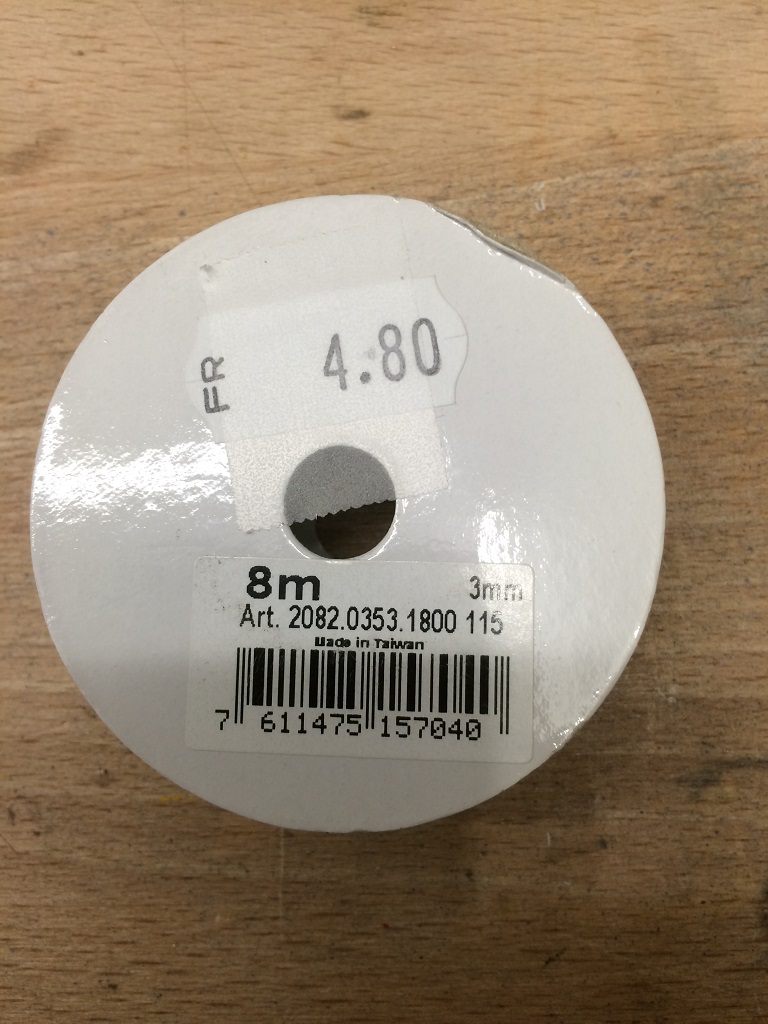 FR 4.80
8m 3mm
Art. 2082.0353.1800 115
Made in Taiwan
7 611475 157040